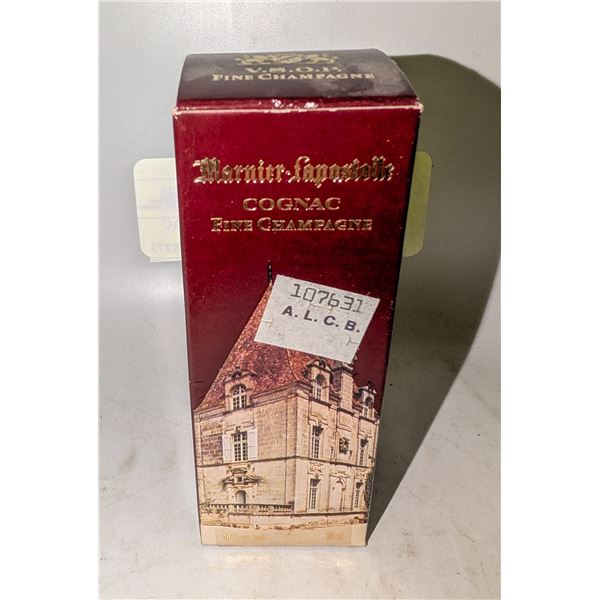 V.S.O.P.
FINE CHAMPAGNE
Marnier-Lapostolle
COGNAC
FINE CHAMPAGNE
107631
A. L. C. B.